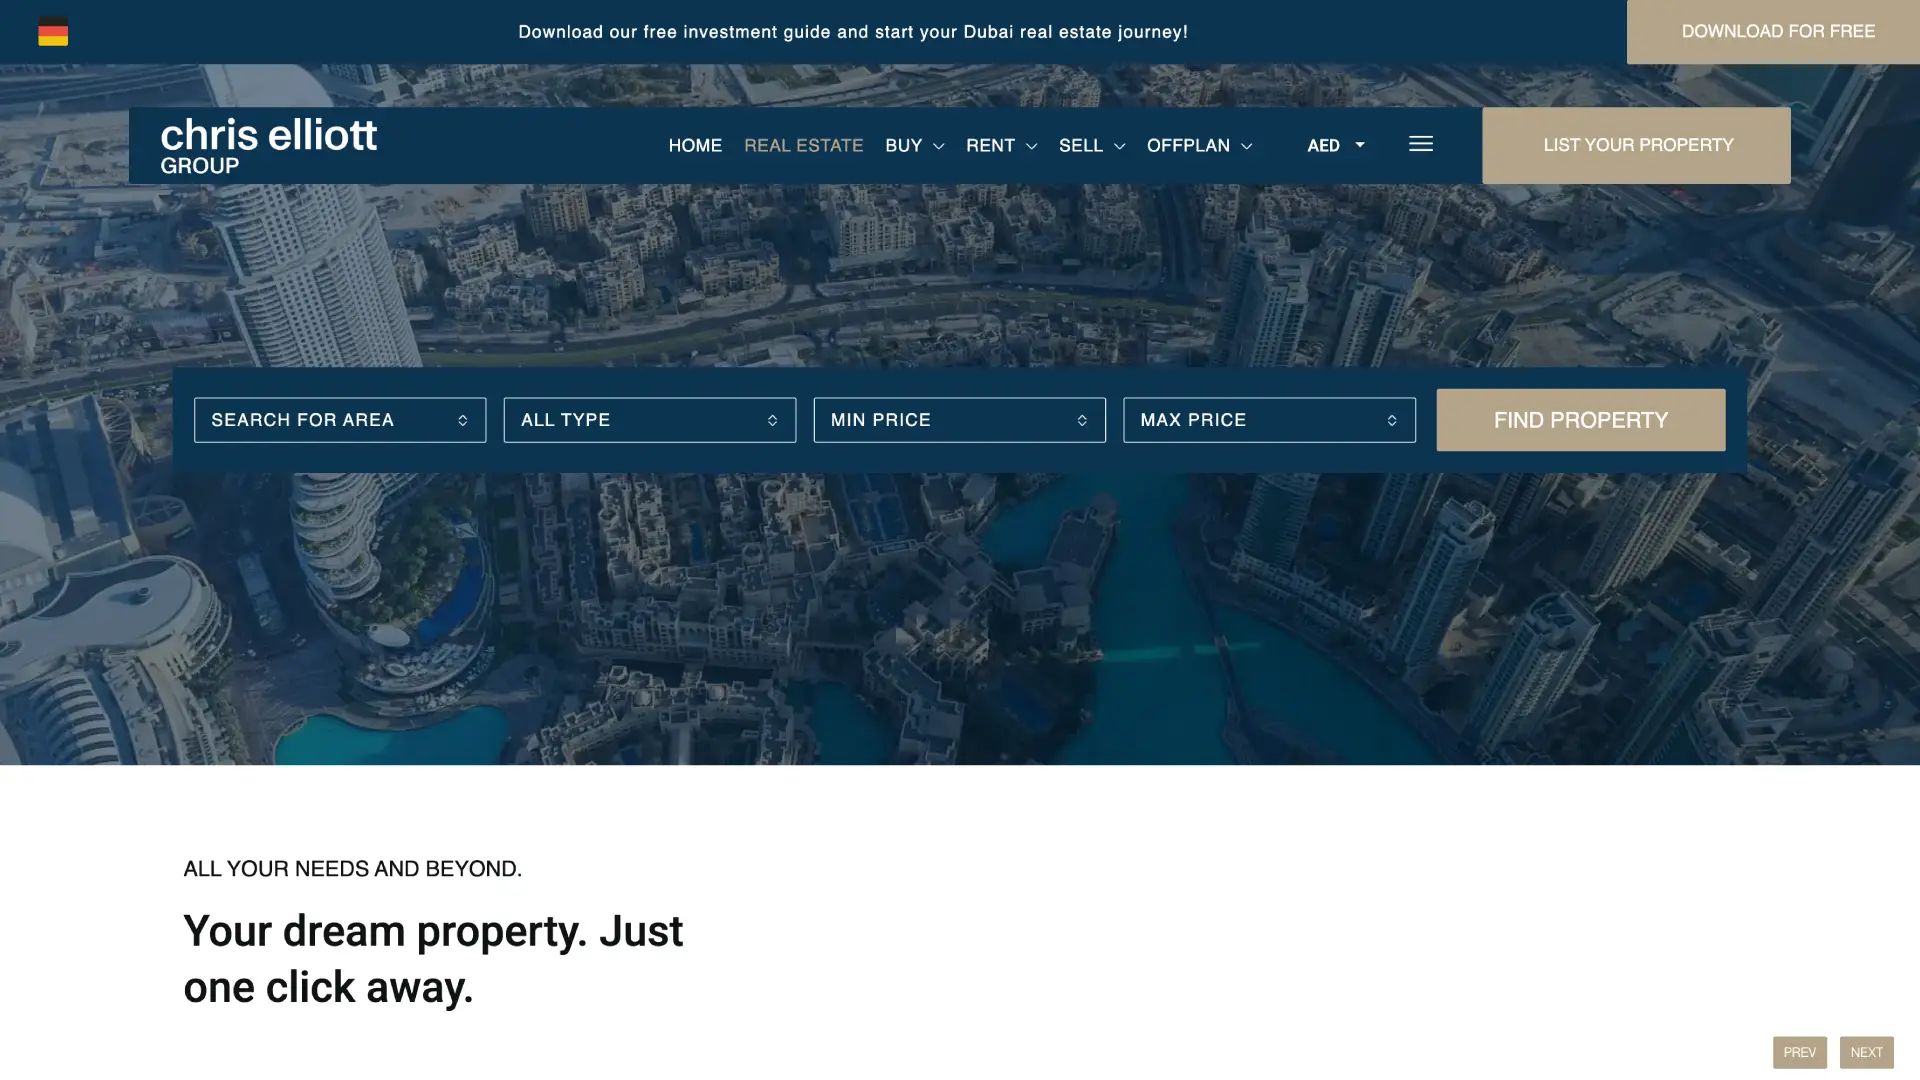 Download our free investment guide and start your Dubai real estate journey!
DOWNLOAD FOR FREE
chris elliott
GROUP
HOME
REAL ESTATE
BUY
RENT
SELL
OFFPLAN
AED
LIST YOUR PROPERTY
SEARCH FOR AREA
ALL TYPE
MIN PRICE
MAX PRICE
FIND PROPERTY
ALL YOUR NEEDS AND BEYOND.
Your dream property. Just
one click away.
PREV
NEXT